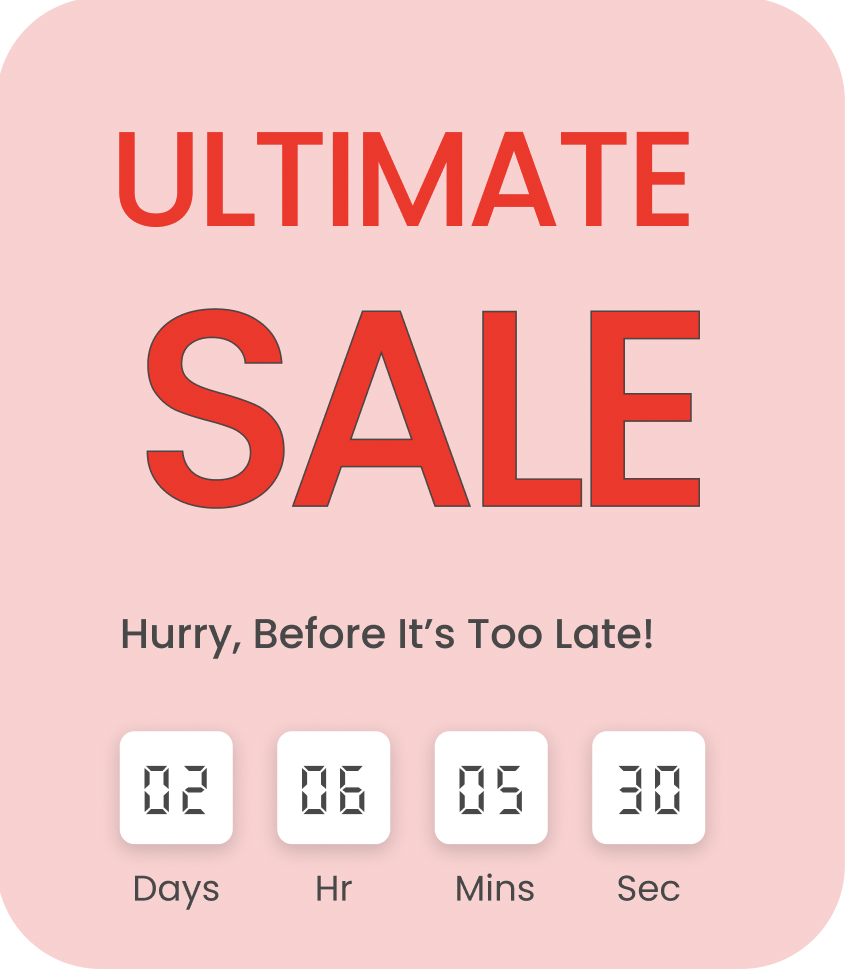 ULTIMATE
SALE
Hurry, Before It’s Too Late!
02 06 05 30
Days Hr Mins Sec